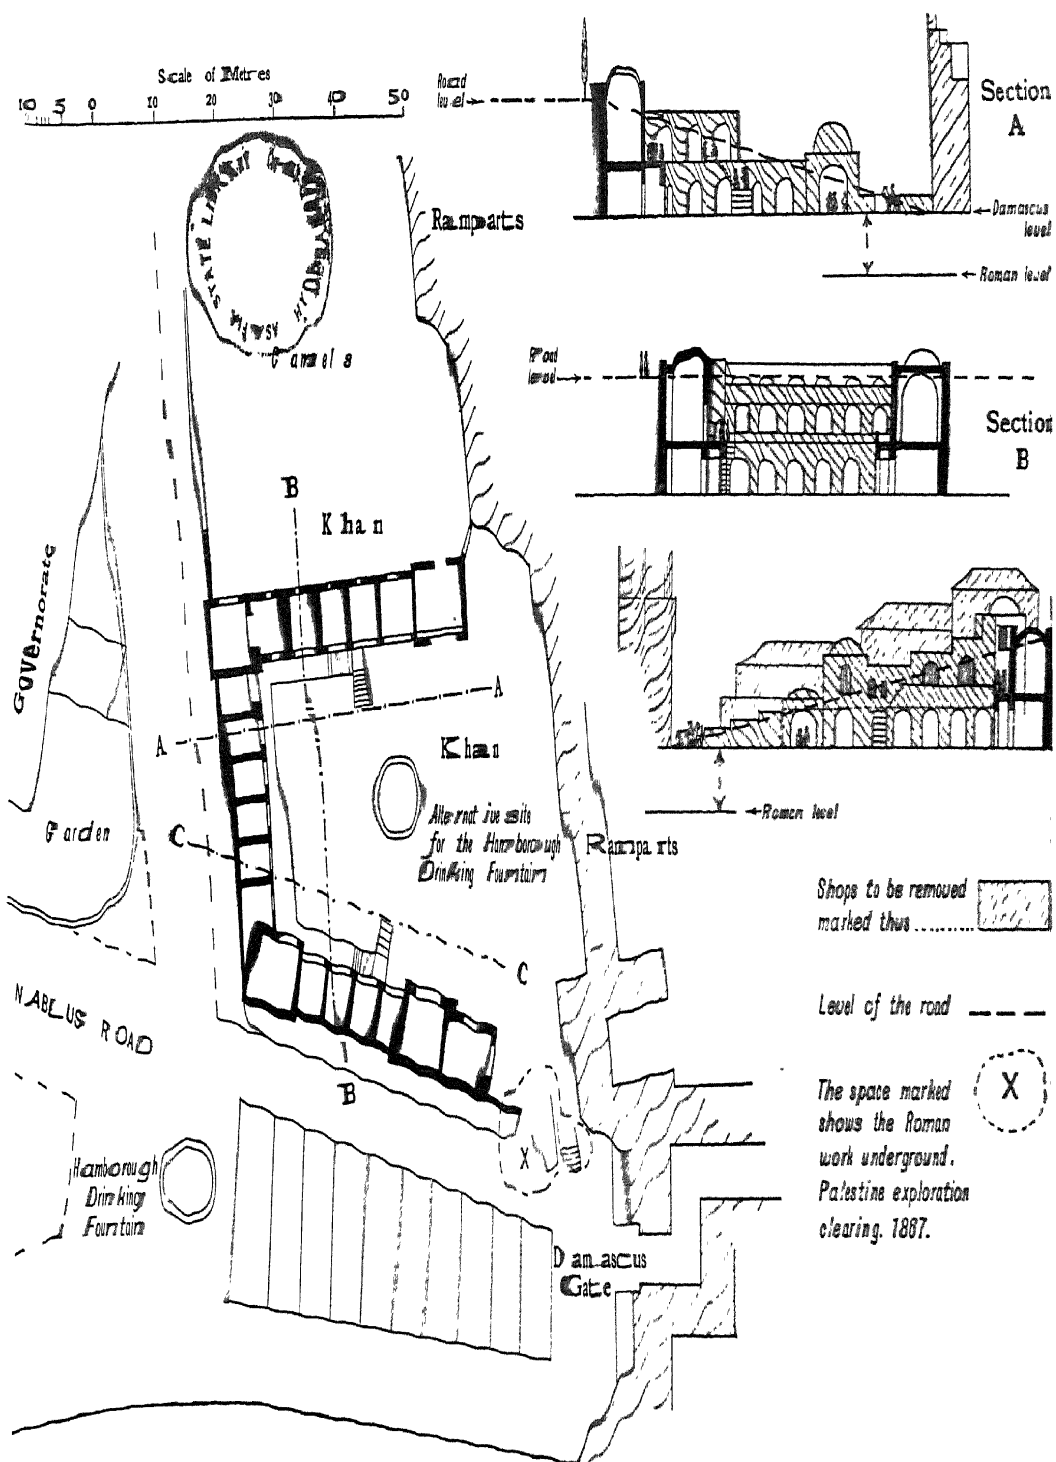 Scale of Metres
10 5 0 10 20 30 40 50
Road
level
Section
A
Damascus
level
Roman level
Ramparts
Camels
Road
level
Section
B
B
Khan
Governorate
A
A
Khan
Garden
C
Alternative site
for the Hamborough
Drinking Fountain
Ramparts
Roman level
Shops to be removed
marked thus ..........
C
Level of the road
NABLUS ROAD
B
X
The space marked
shows the Roman
work underground.
Palestine exploration
clearing. 1867.
X
Hamborough
Drinking
Fountain
Damascus
Gate